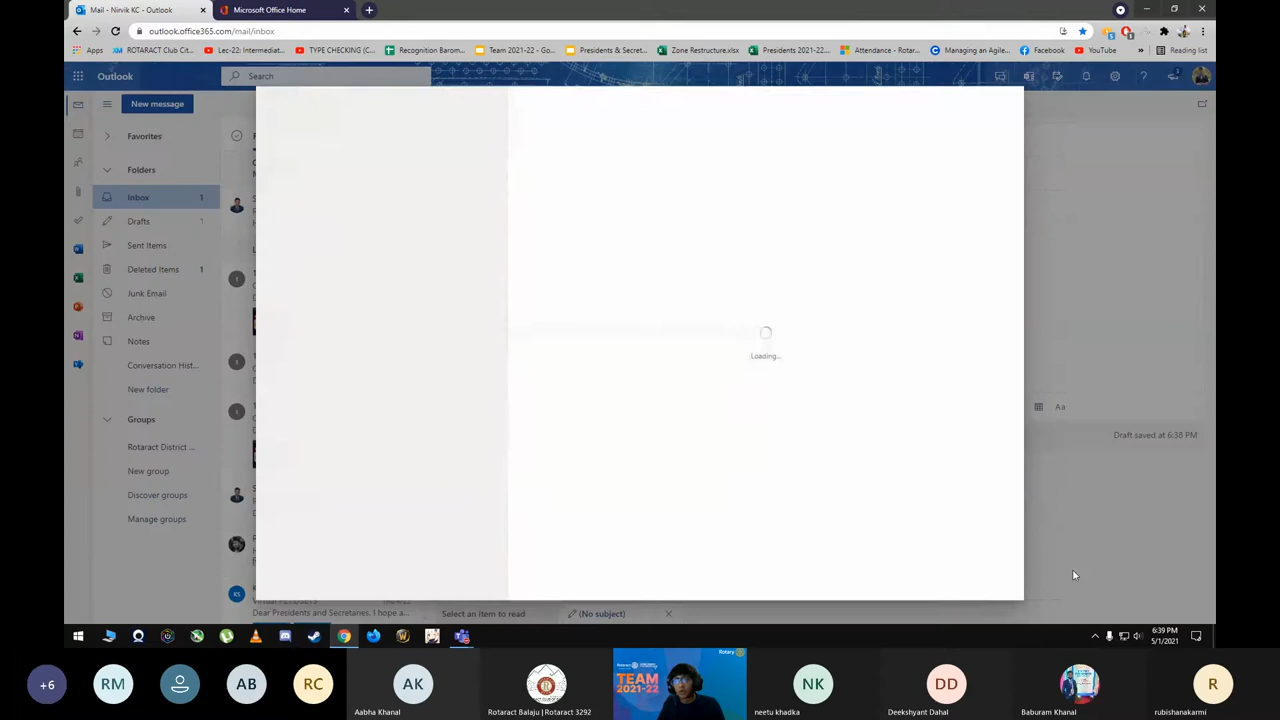 Mail - Nirvik KC - Outlook
Microsoft Office Home
outlook.office365.com/mail/inbox
Apps
ROTARACT Club Cit...
Lec-22: Intermediat...
TYPE CHECKING (C...
Recognition Barom...
Team 2021-22 - Go...
Presidents & Secret...
Zone Restructure.xlsx
Presidents 2021-22...
Attendance - Rotar...
Managing an Agile...
Facebook
YouTube
»
Reading list
Outlook
Search
New message
Favorites
Folders
Inbox 1
Drafts 1
Sent Items
Deleted Items 1
Junk Email
Archive
Notes
Conversation Hist...
New folder
Groups
Rotaract District ...
New group
Discover groups
Manage groups
Loading...
Aa
Draft saved at 6:38 PM
KS
Dear Presidents and Secretaries, I hope a...
Select an item to read
(No subject)
6:39 PM
5/1/2021
+6
RM
AB
RC
AK
Aabha Khanal
Rotaract Balaju | Rotaract 3292
Rotary
TEAM
2021-22
NK
neetu khadka
DD
Deekshyant Dahal
Baburam Khanal
R
rubishanakarmi